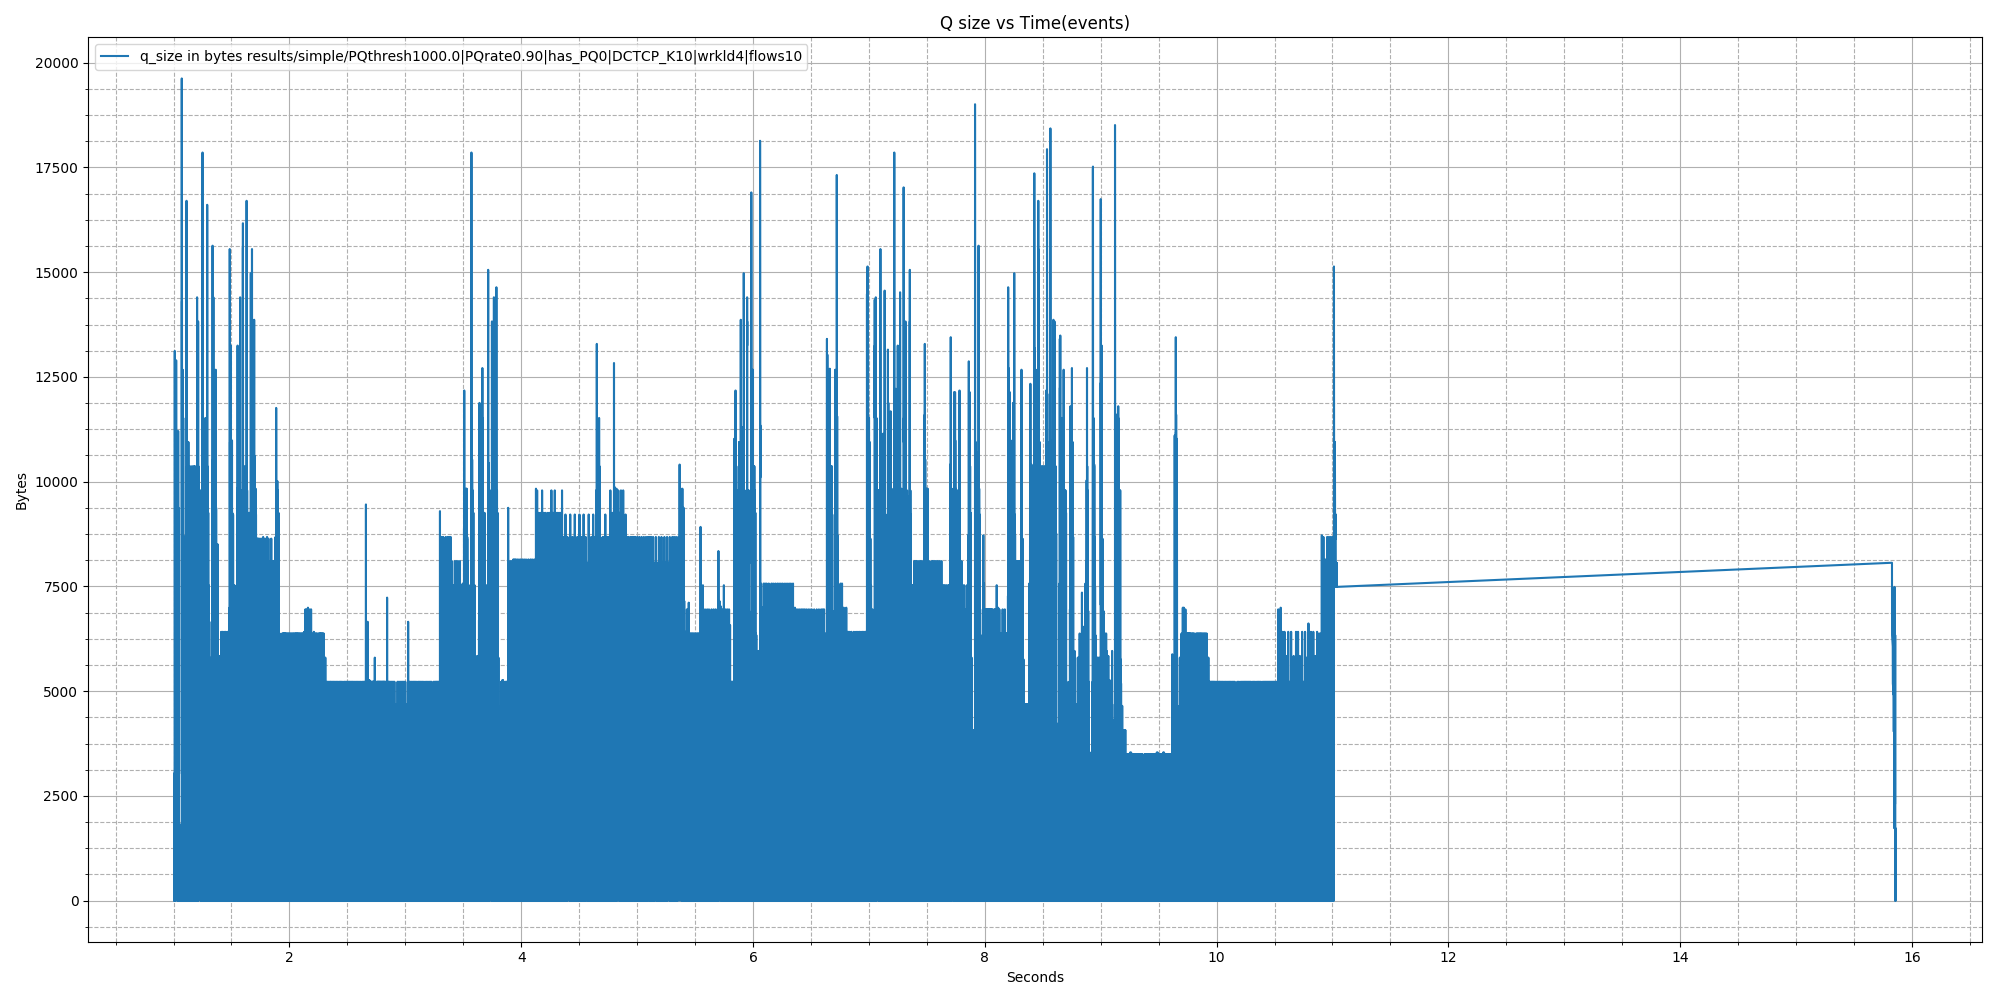 Q size vs Time(events)
q_size in bytes results/simple/PQthresh1000.0|PQrate0.90|has_PQ0|DCTCP_K10|wrkld4|flows10
20000
17500
15000
12500
10000
7500
5000
2500
0
Bytes
2 4 6 8 10 12 14 16
Seconds